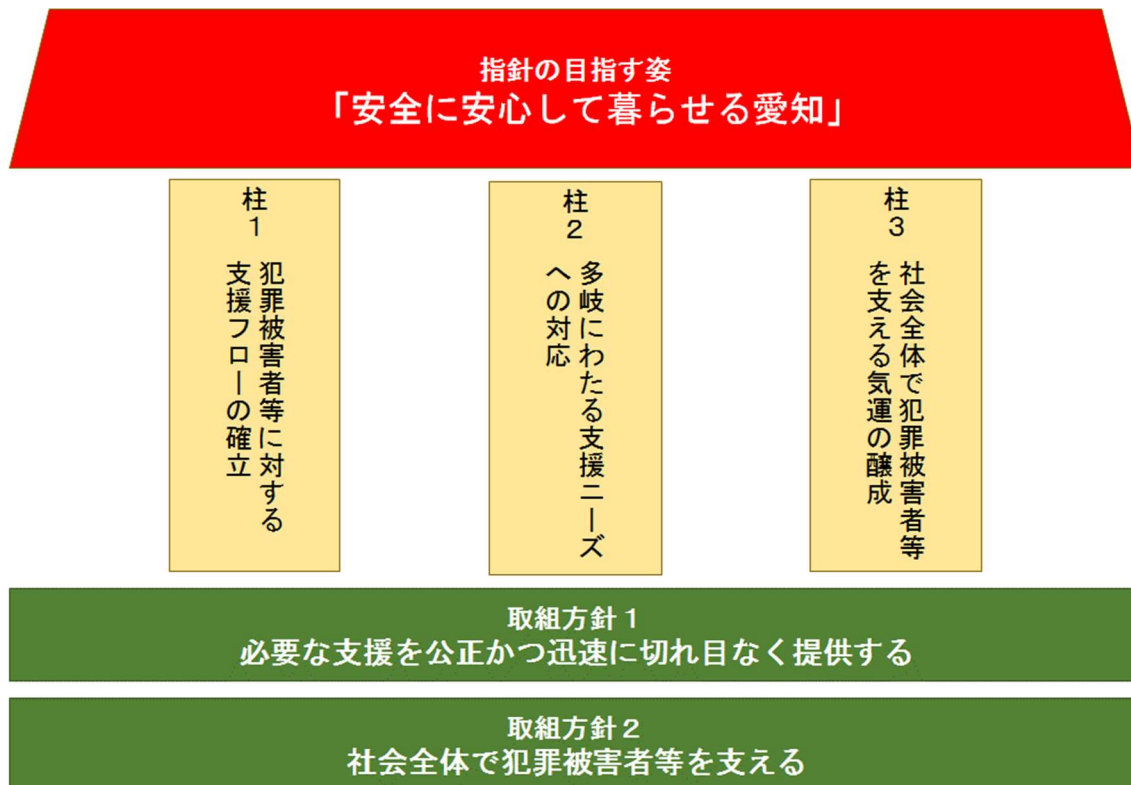 指針の目指す姿
「安全に安心して暮らせる愛知」
柱1
犯罪被害者等に対する
支援フローの確立
柱2
多岐にわたる支援ニーズ
への対応
柱3
社会全体で犯罪被害者等
を支える気運の醸成
取組方針1
必要な支援を公正かつ迅速に切れ目なく提供する
取組方針2
社会全体で犯罪被害者等を支える